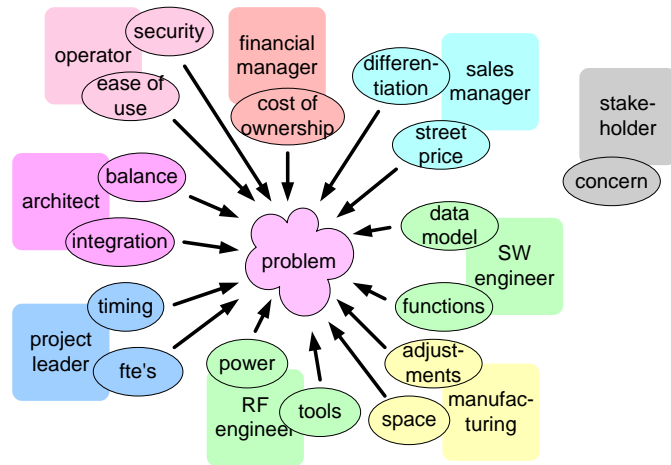 security
operator
ease of
use
financial
manager
cost of
ownership
differen-
tiation
sales
manager
street
price
stake-
holder
concern
balance
architect
integration
problem
data
model
SW
engineer
functions
timing
project
leader
fte's
power
RF
engineer
tools
adjust-
ments
space
manufac-
turing